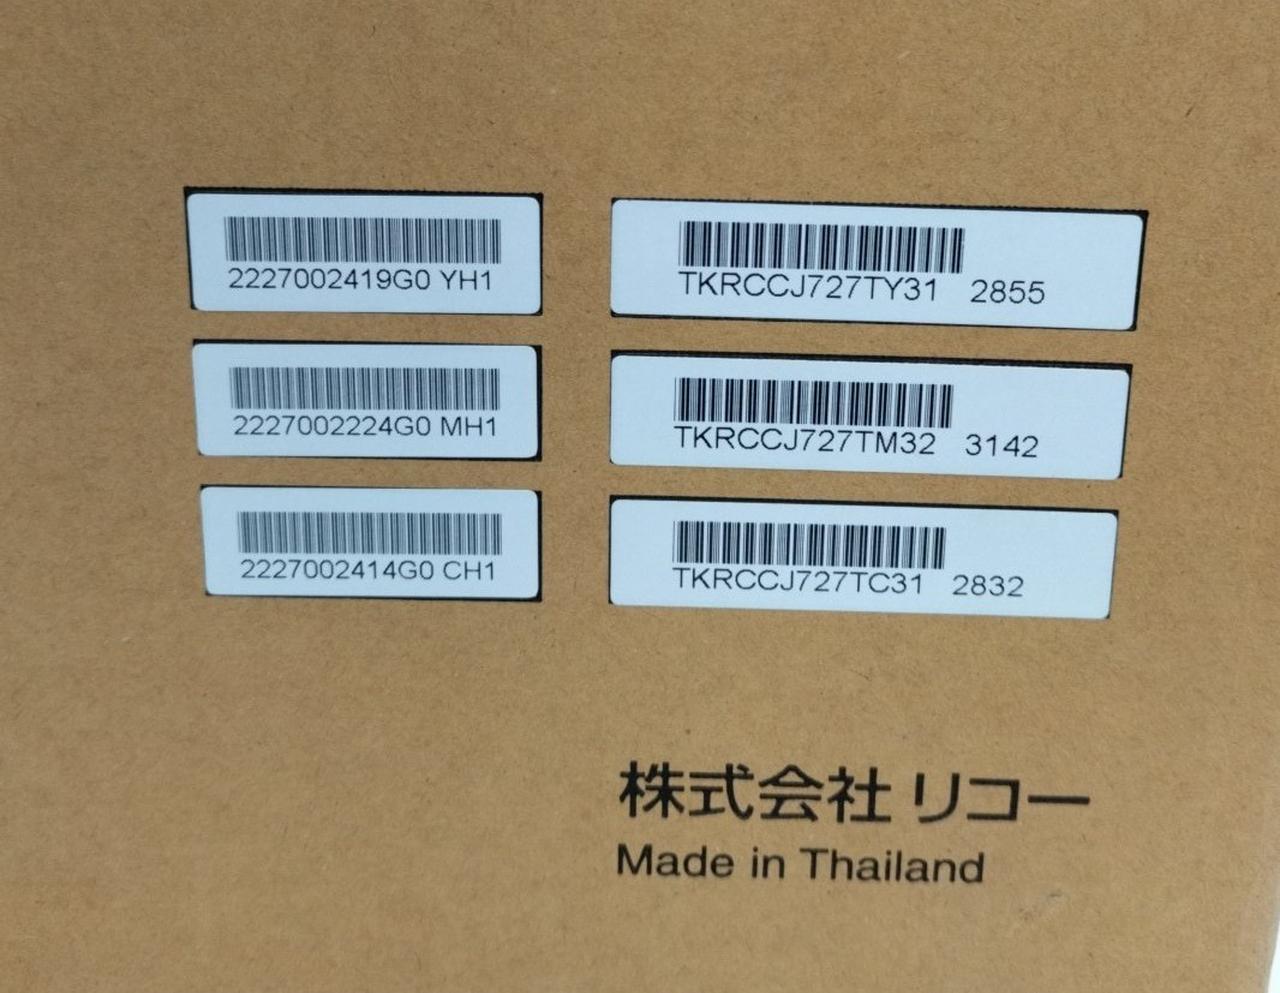 2227002419G0 YH1
TKRCCJ727TY31 2855
2227002224G0 MH1
TKRCCJ727TM32 3142
2227002414G0 CH1
TKRCCJ727TC31 2832
株式会社 リコー
Made in Thailand